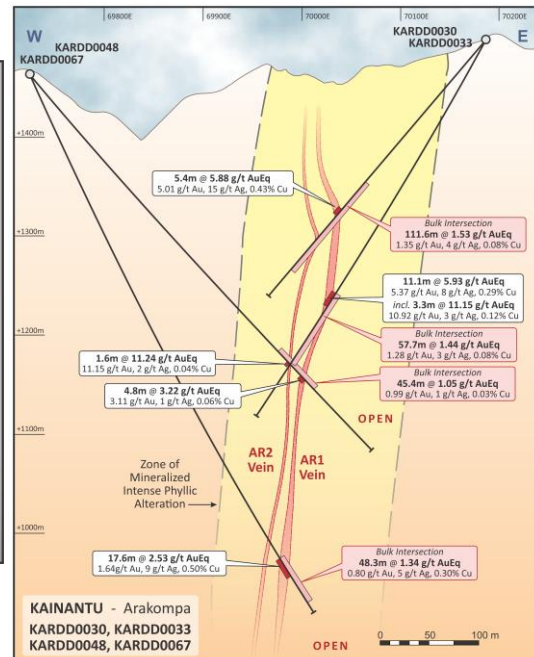 69800E
69900E
70000E
70100E
70200E
W
E
KARDD0048
KARDD0067
KARDD0030
KARDD0033
+1400m
+1300m
+1200m
+1100m
+1000m
5.4m @ 5.88 g/t AuEq
5.01 g/t Au, 15 g/t Ag, 0.43% Cu
Bulk Intersection
111.6m @ 1.53 g/t AuEq
1.35 g/t Au, 4 g/t Ag, 0.08% Cu
11.1m @ 5.93 g/t AuEq
5.37 g/t Au, 8 g/t Ag, 0.29% Cu
incl. 3.3m @ 11.15 g/t AuEq
10.92 g/t Au, 3 g/t Ag, 0.12% Cu
Bulk Intersection
57.7m @ 1.44 g/t AuEq
1.28 g/t Au, 3 g/t Ag, 0.08% Cu
1.6m @ 11.24 g/t AuEq
11.15 g/t Au, 2 g/t Ag, 0.04% Cu
Bulk Intersection
45.4m @ 1.05 g/t AuEq
0.99 g/t Au, 1 g/t Ag, 0.03% Cu
4.8m @ 3.22 g/t AuEq
3.11 g/t Au, 1 g/t Ag, 0.06% Cu
OPEN
AR2
Vein
AR1
Vein
Zone of
Mineralized
Intense Phyllic
Alteration
17.6m @ 2.53 g/t AuEq
1.64g/t Au, 9 g/t Ag, 0.50% Cu
Bulk Intersection
48.3m @ 1.34 g/t AuEq
0.80 g/t Au, 5 g/t Ag, 0.30% Cu
KAINANTU - Arakompa
KARDD0030, KARDD0033
KARDD0048, KARDD0067
OPEN
0 50 100 m